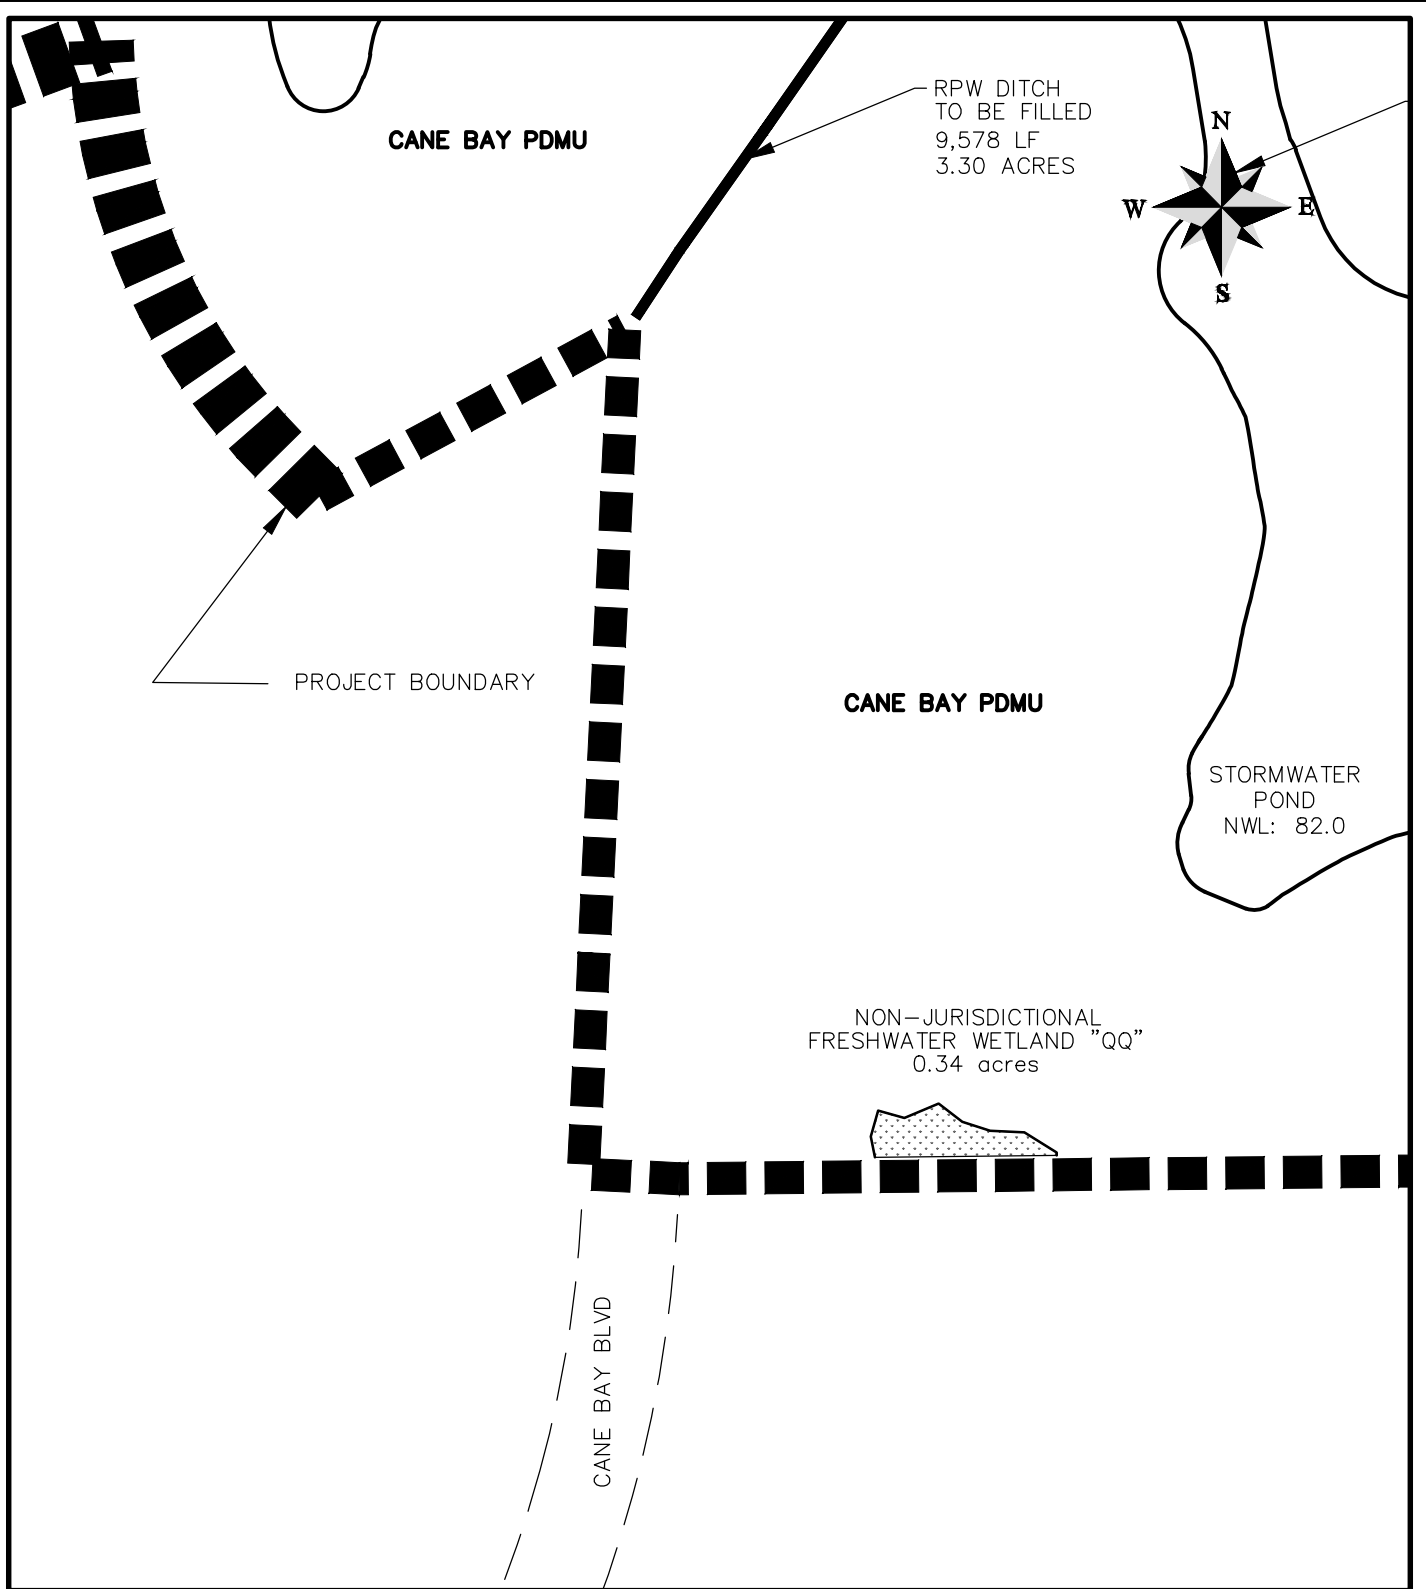 CANE BAY PDMU
RPW DITCH
TO BE FILLED
9,578 LF
3.30 ACRES
N
W
E
S
PROJECT BOUNDARY
CANE BAY PDMU
STORMWATER
POND
NWL: 82.0
NON-JURISDICTIONAL
FRESHWATER WETLAND "QQ"
0.34 acres
CANE BAY BLVD